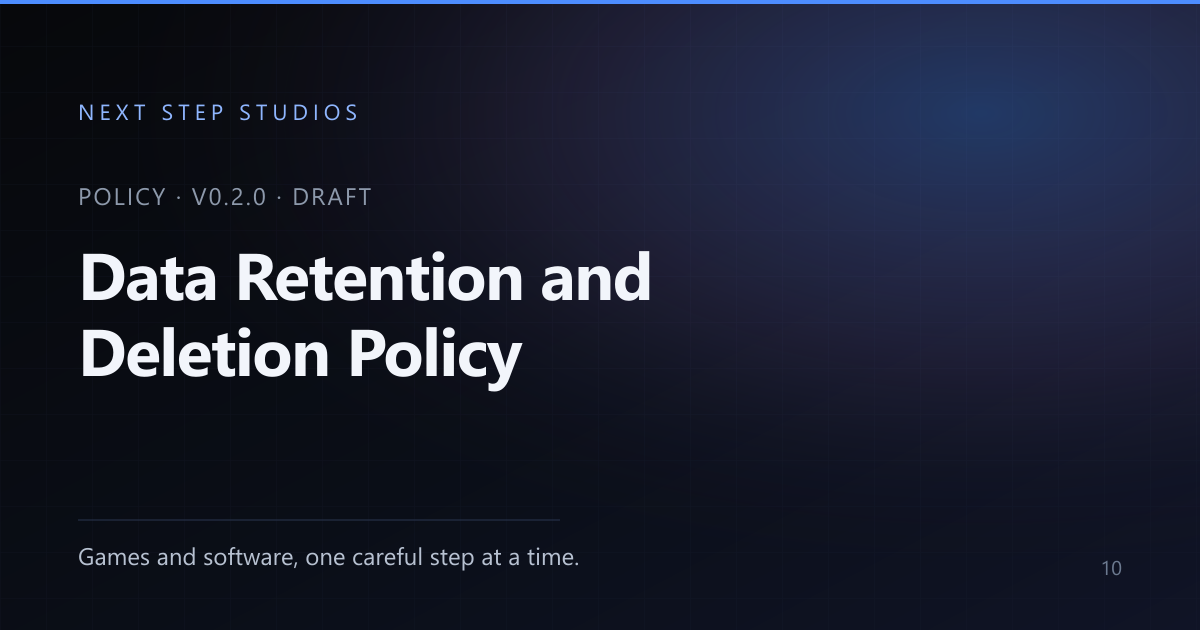 NEXT STEP STUDIOS
POLICY · V0.2.0 · DRAFT
Data Retention and
Deletion Policy
Games and software, one careful step at a time.
10